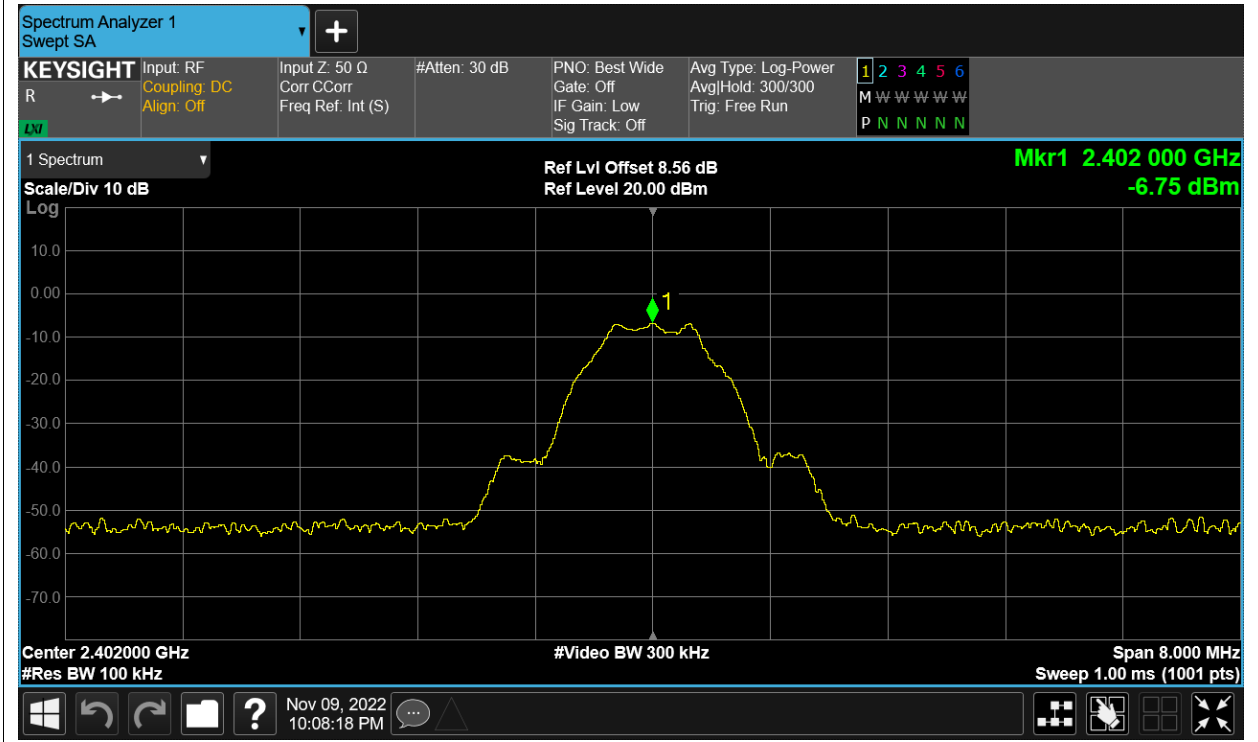 Spectrum Analyzer 1
Swept SA
KEYSIGHT
R
LXI
Input: RF
Coupling: DC
Align: Off
Input Z: 50 Ω
Corr CCorr
Freq Ref: Int (S)
#Atten: 30 dB
PNO: Best Wide
Gate: Off
IF Gain: Low
Sig Track: Off
Avg Type: Log-Power
Avg|Hold: 300/300
Trig: Free Run
1 2 3 4 5 6
M W W W W W
P N N N N N
1 Spectrum
Scale/Div 10 dB
Log
Ref Lvl Offset 8.56 dB
Ref Level 20.00 dBm
Mkr1 2.402 000 GHz
-6.75 dBm
10.0
0.00
-10.0
-20.0
-30.0
-40.0
-50.0
-60.0
-70.0
1
Center 2.402000 GHz
#Res BW 100 kHz
#Video BW 300 kHz
Span 8.000 MHz
Sweep 1.00 ms (1001 pts)
?
Nov 09, 2022
10:08:18 PM